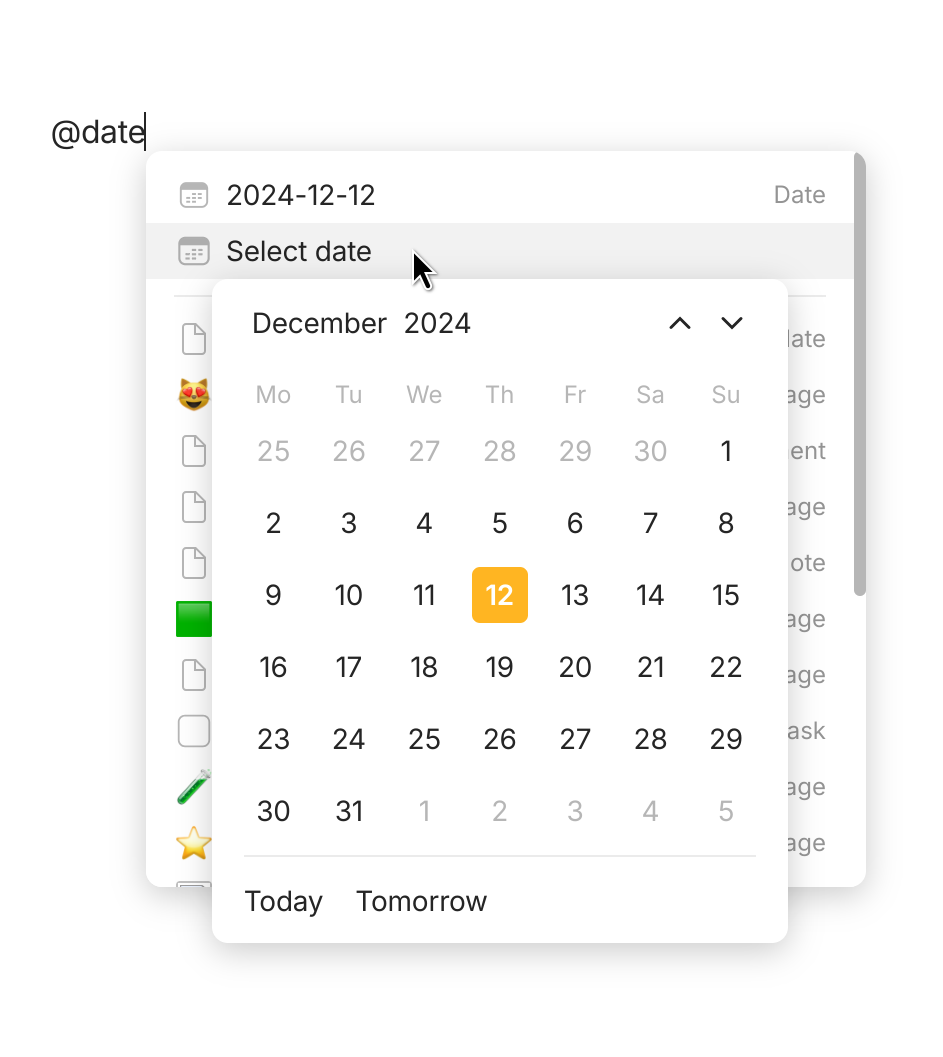 @date
2024-12-12 Date
Select date
December 2024
Mo Tu We Th Fr Sa Su
25 26 27 28 29 30 1
2 3 4 5 6 7 8
9 10 11 12 13 14 15
16 17 18 19 20 21 22
23 24 25 26 27 28 29
30 31 1 2 3 4 5
Today Tomorrow